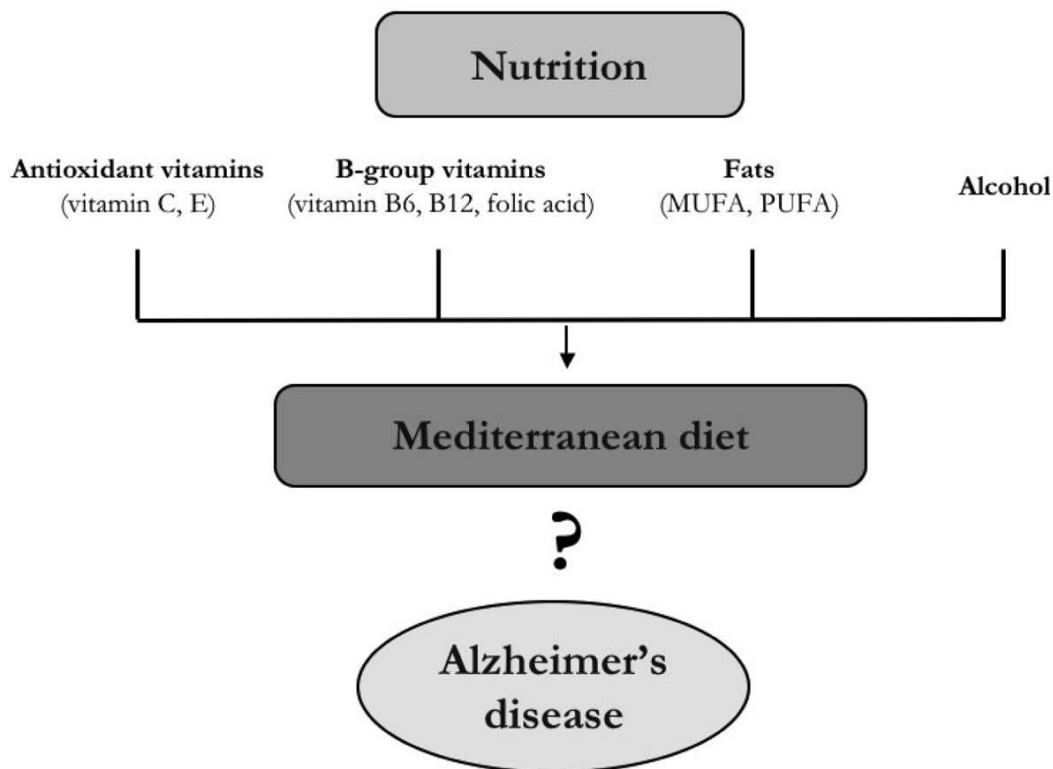 Nutrition
Antioxidant vitamins
(vitamin C, E)
B-group vitamins
(vitamin B6, B12, folic acid)
Fats
(MUFA, PUFA)
Alcohol
Mediterranean diet
?
Alzheimer’s
disease